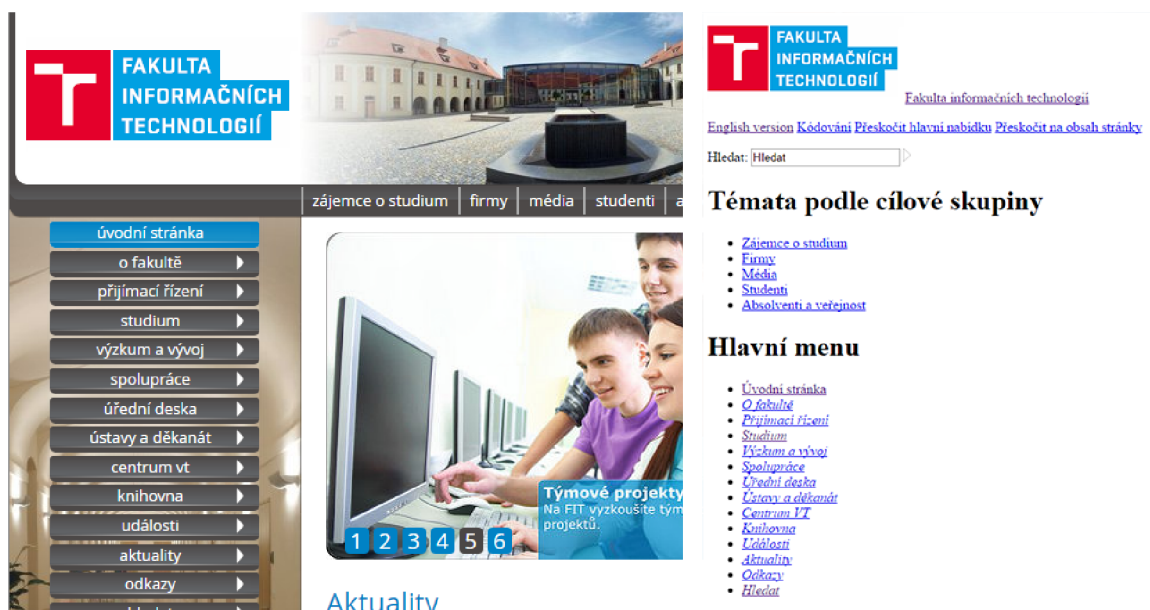 FAKULTA
INFORMAČNÍCH
TECHNOLOGIÍ
zájemce o studium
firmy
média
studenti
a
úvodní stránka
o fakultě
přijímací řízení
studium
výzkum a vývoj
spolupráce
úřední deska
ústavy a děkanát
centrum vt
knihovna
události
aktuality
odkazy
Týmové projekty
Na FIT vyzkoušíte tým
projektů.
1 2 3 4 5 6
Aktuality
FAKULTA
INFORMAČNÍCH
TECHNOLOGIÍ
Fakulta informačních technologií
English version Kódování Přeskočit hlavní nabídku Přeskočit na obsah stránky
Hledat: Hledat
Témata podle cílové skupiny
Zájemce o studium
Firmy
Média
Studenti
Absolventi a veřejnost
Hlavní menu
Úvodní stránka
O fakultě
Přijímací řízení
Studium
Výzkum a vývoj
Spolupráce
Úřední deska
Ústavy a děkanát
Centrum VT
Knihovna
Události
Aktuality
Odkazy
Hledat